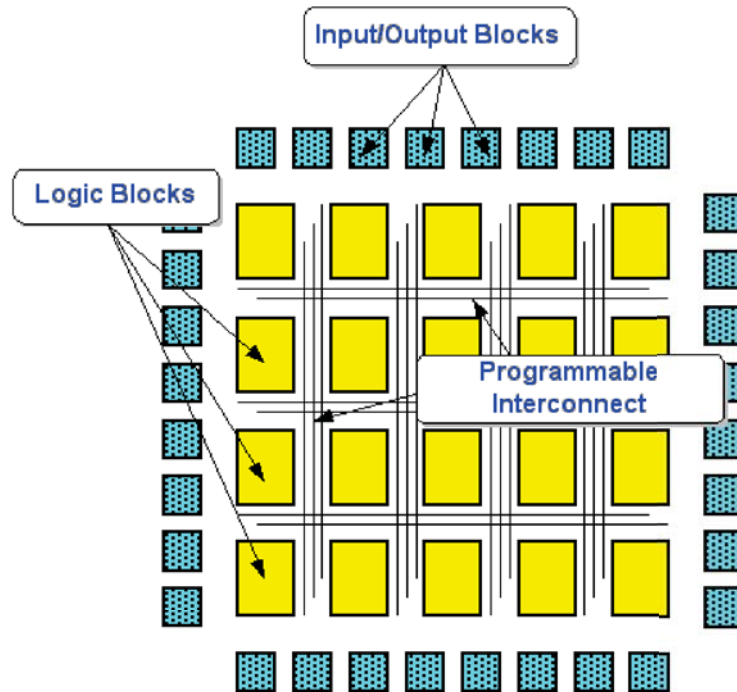 Input/Output Blocks
Logic Blocks
Programmable
Interconnect